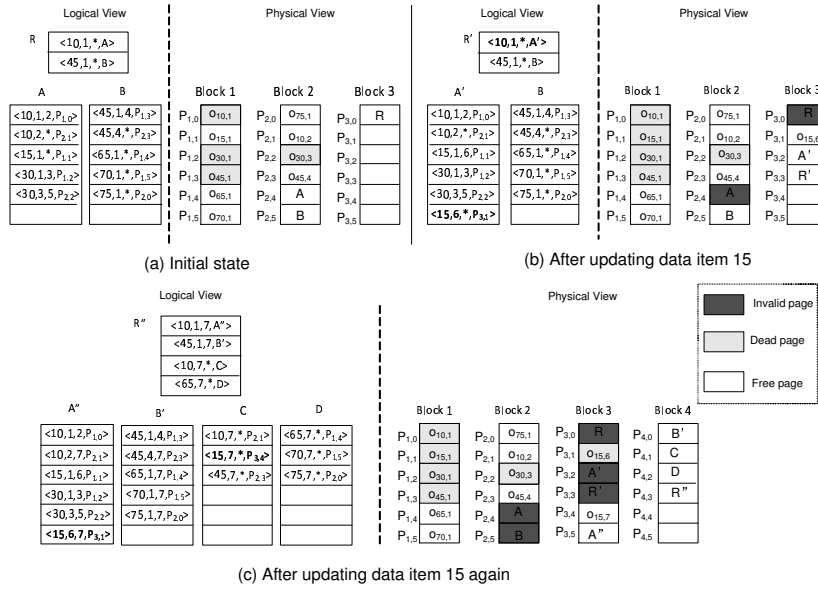 Logical View
Physical View
R
<10,1,*,A>
<45,1,*,B>
A
B
<10,1,2,P1,0>
<10,2,*,P2,1>
<15,1,*,P1,1>
<30,1,3,P1,2>
<30,3,5,P2,2>
<45,1,4,P1,3>
<45,4,*,P2,3>
<65,1,*,P1,4>
<70,1,*,P1,5>
<75,1,*,P2,0>
Block 1
P1,0 O10,1
P1,1 O15,1
P1,2 O30,1
P1,3 O45,1
P1,4 O65,1
P1,5 O70,1
Block 2
P2,0 O75,1
P2,1 O10,2
P2,2 O30,3
P2,3 O45,4
P2,4 A
P2,5 B
Block 3
P3,0 R
P3,1
P3,2
P3,3
P3,4
P3,5
(a) Initial state
Logical View
Physical View
R'
<10,1,*,A'>
<45,1,*,B>
A'
B
<10,1,2,P1,0>
<10,2,*,P2,1>
<15,1,6,P1,1>
<30,1,3,P1,2>
<30,3,5,P2,2>
<15,6,*,P3,1>
<45,1,4,P1,3>
<45,4,*,P2,3>
<65,1,*,P1,4>
<70,1,*,P1,5>
<75,1,*,P2,0>
Block 1
P1,0 O10,1
P1,1 O15,1
P1,2 O30,1
P1,3 O45,1
P1,4 O65,1
P1,5 O70,1
Block 2
P2,0 O75,1
P2,1 O10,2
P2,2 O30,3
P2,3 O45,4
P2,4 A
P2,5 B
Block 3
P3,0 R
P3,1 O15,6
P3,2 A'
P3,3 R'
P3,4
P3,5
(b) After updating data item 15
Logical View
Physical View
R"
<10,1,7,A">
<45,1,7,B'>
<10,7,*,C>
<65,7,*,D>
A"
B'
C
D
<10,1,2,P1,0>
<10,2,7,P2,1>
<15,1,6,P1,1>
<30,1,3,P1,2>
<30,3,5,P2,2>
<15,6,7,P3,1>
<45,1,4,P1,3>
<45,4,7,P2,3>
<65,1,7,P1,4>
<70,1,7,P1,5>
<75,1,7,P2,0>
<10,7,*,P2,1>
<15,7,*,P3,4>
<45,7,*,P2,3>
<65,7,*,P1,4>
<70,7,*,P1,5>
<75,7,*,P2,0>
Block 1
P1,0 O10,1
P1,1 O15,1
P1,2 O30,1
P1,3 O45,1
P1,4 O65,1
P1,5 O70,1
Block 2
P2,0 O75,1
P2,1 O10,2
P2,2 O30,3
P2,3 O45,4
P2,4 A
P2,5 B
Block 3
P3,0 R
P3,1 O15,6
P3,2 A'
P3,3 R'
P3,4 O15,7
P3,5 A"
Block 4
P4,0 B'
P4,1 C
P4,2 D
P4,3 R"
P4,4
P4,5
Invalid page
Dead page
Free page
(c) After updating data item 15 again